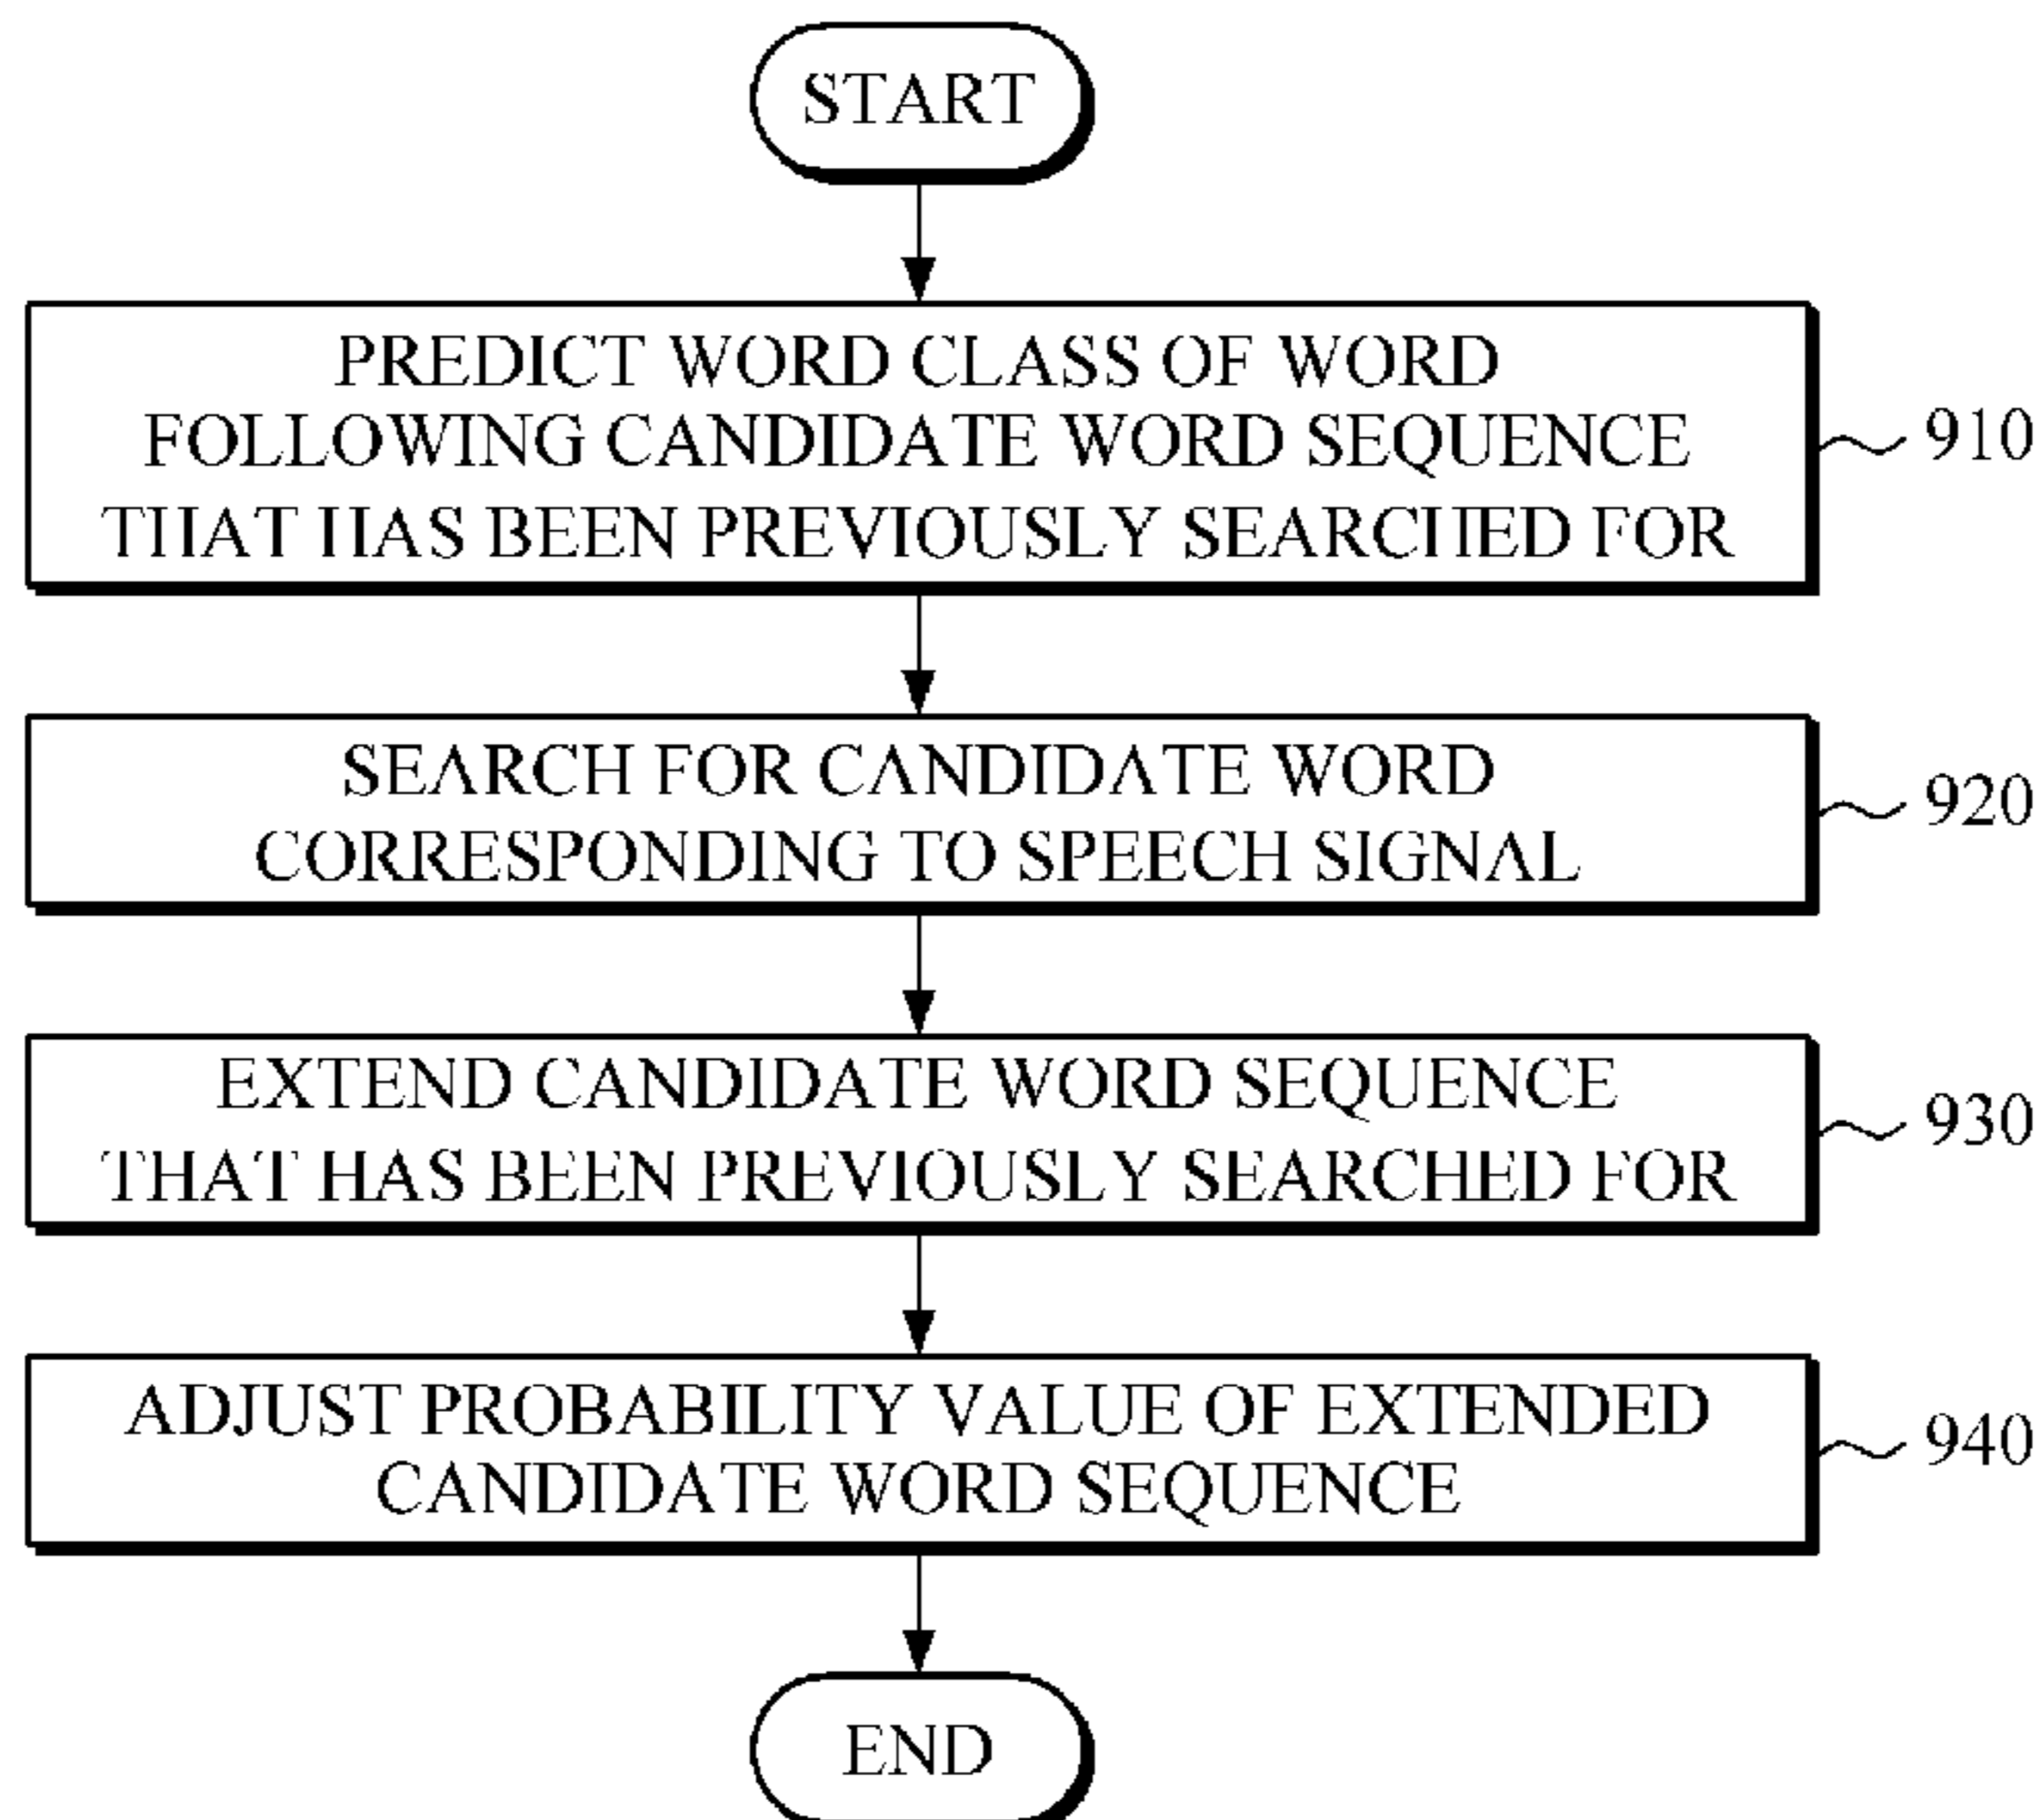 START
PREDICT WORD CLASS OF WORD
FOLLOWING CANDIDATE WORD SEQUENCE
THAT HAS BEEN PREVIOUSLY SEARCHED FOR
910
SEARCH FOR CANDIDATE WORD
CORRESPONDING TO SPEECH SIGNAL
920
EXTEND CANDIDATE WORD SEQUENCE
THAT HAS BEEN PREVIOUSLY SEARCHED FOR
930
ADJUST PROBABILITY VALUE OF EXTENDED
CANDIDATE WORD SEQUENCE
940
END